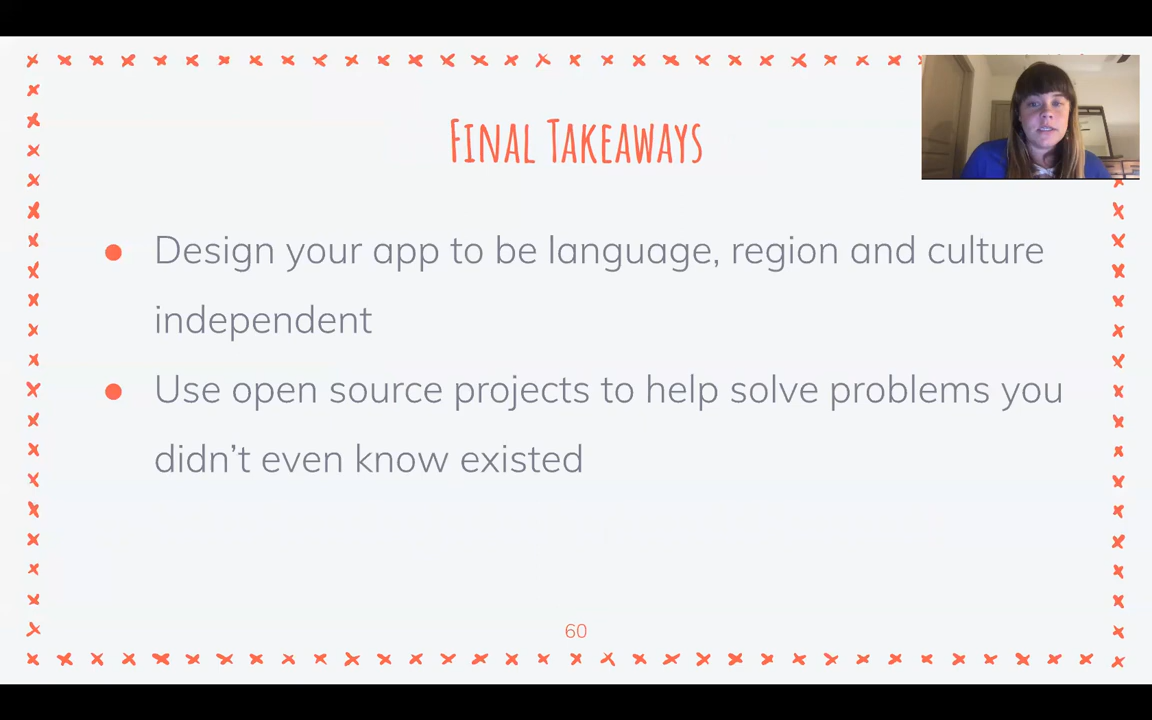 Final Takeaways
● Design your app to be language, region and culture
independent
● Use open source projects to help solve problems you
didn’t even know existed
60